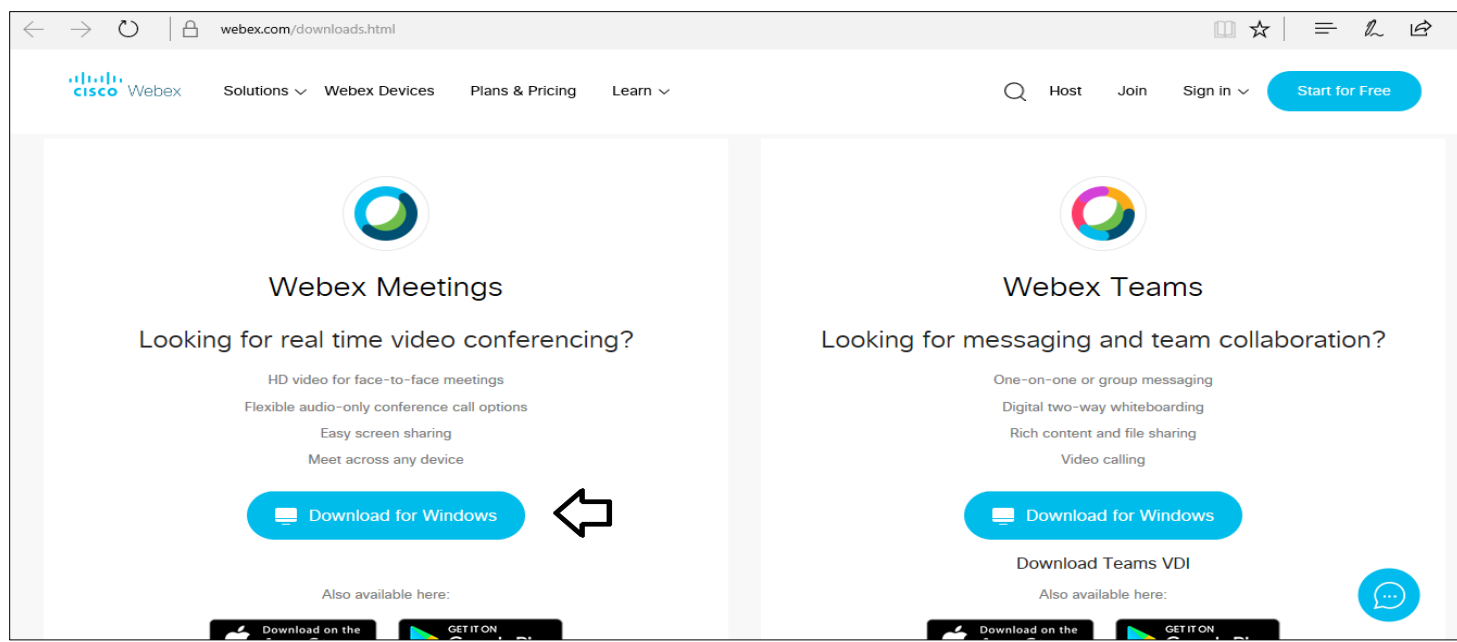 webex.com/downloads.html
cisco Webex Solutions Webex Devices Plans & Pricing Learn Host Join Sign in Start for Free
Webex Meetings
Looking for real time video conferencing?
HD video for face-to-face meetings
Flexible audio-only conference call options
Easy screen sharing
Meet across any device
Download for Windows
Also available here:
Download on the
GET IT ON
Webex Teams
Looking for messaging and team collaboration?
One-on-one or group messaging
Digital two-way whiteboarding
Rich content and file sharing
Video calling
Download for Windows
Download Teams VDI
Also available here:
Download on the
GET IT ON